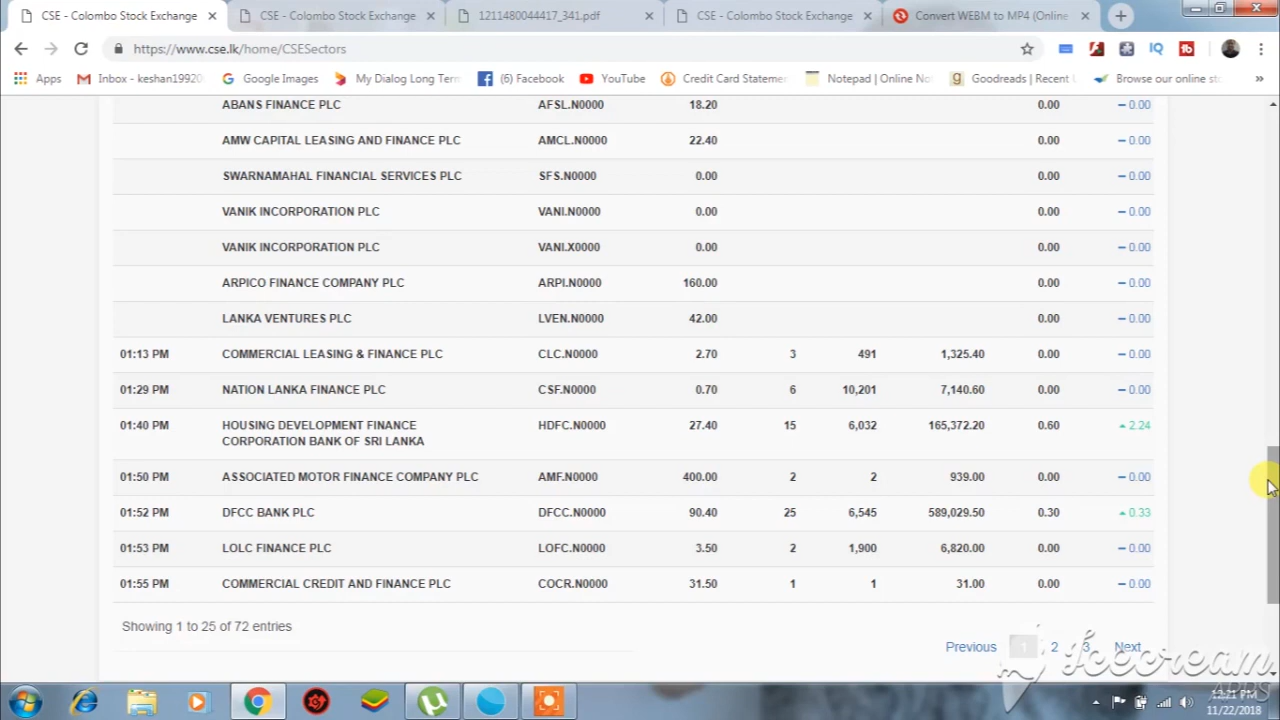 CSE - Colombo Stock Exchange
CSE - Colombo Stock Exchange
1211480044417_341.pdf
CSE - Colombo Stock Exchange
Convert WEBM to MP4 (Online
https://www.cse.lk/home/CSESectors
Apps
Inbox - keshan19920
Google Images
My Dialog Long Term
(6) Facebook
YouTube
Credit Card Statemen
Notepad | Online No
Goodreads | Recent U
Browse our online sto
»
ABANS FINANCE PLC AFSL.N0000 18.20 0.00 0.00
AMW CAPITAL LEASING AND FINANCE PLC AMCL.N0000 22.40 0.00 0.00
SWARNAMAHAL FINANCIAL SERVICES PLC SFS.N0000 0.00 0.00 0.00
VANIK INCORPORATION PLC VANI.N0000 0.00 0.00 0.00
VANIK INCORPORATION PLC VANI.X0000 0.00 0.00 0.00
ARPICO FINANCE COMPANY PLC ARPI.N0000 160.00 0.00 0.00
LANKA VENTURES PLC LVEN.N0000 42.00 0.00 0.00
01:13 PM COMMERCIAL LEASING & FINANCE PLC CLC.N0000 2.70 3 491 1,325.40 0.00 0.00
01:29 PM NATION LANKA FINANCE PLC CSF.N0000 0.70 6 10,201 7,140.60 0.00 0.00
01:40 PM HOUSING DEVELOPMENT FINANCE HDFC.N0000 27.40 15 6,032 165,372.20 0.60 2.24
CORPORATION BANK OF SRI LANKA
01:50 PM ASSOCIATED MOTOR FINANCE COMPANY PLC AMF.N0000 400.00 2 2 939.00 0.00 0.00
01:52 PM DFCC BANK PLC DFCC.N0000 90.40 25 6,545 589,029.50 0.30 0.33
01:53 PM LOLC FINANCE PLC LOFC.N0000 3.50 2 1,900 6,820.00 0.00 0.00
01:55 PM COMMERCIAL CREDIT AND FINANCE PLC COCR.N0000 31.50 1 1 31.00 0.00 0.00
Showing 1 to 25 of 72 entries
Previous 1 2 3 Next
Icecream
APPS
12:21 PM
11/22/2018